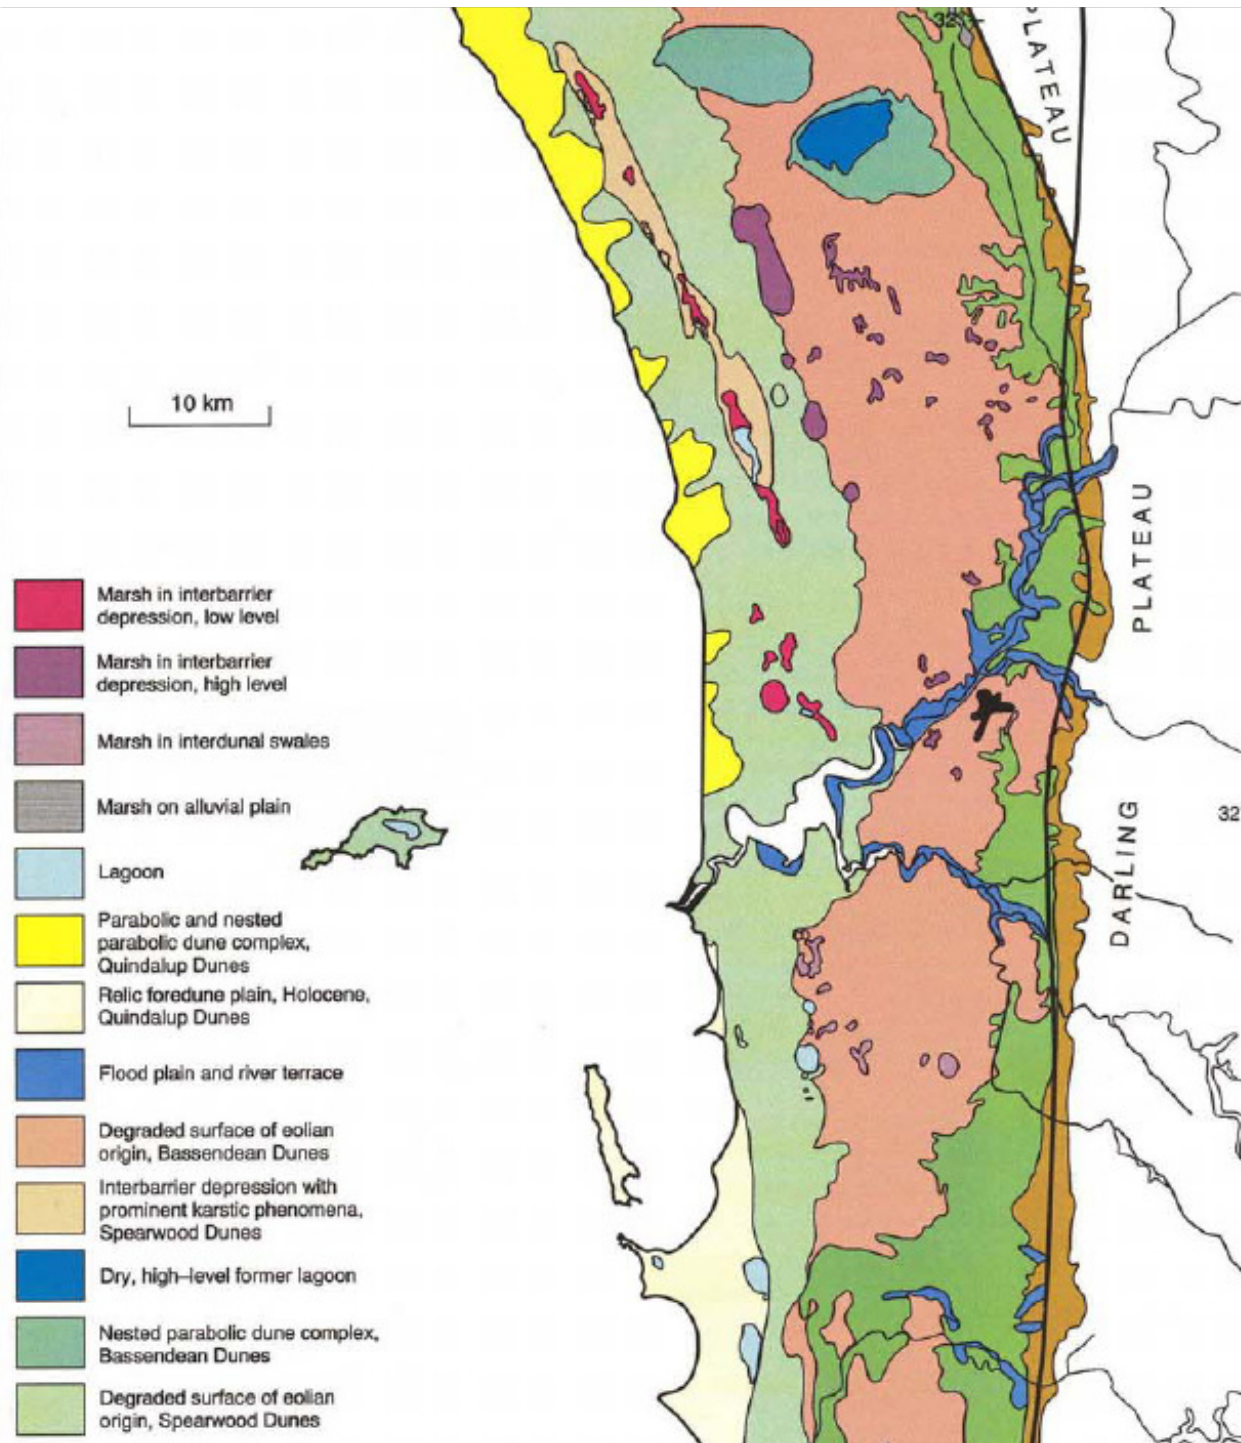 32
PLATEAU
10 km
PLATEAU
Marsh in interbarrier
depression, low level
Marsh in interbarrier
depression, high level
Marsh in interdunal swales
Marsh on alluvial plain
32
DARLING
Lagoon
Parabolic and nested
parabolic dune complex,
Quindalup Dunes
Relic foredune plain, Holocene,
Quindalup Dunes
Flood plain and river terrace
Degraded surface of eolian
origin, Bassendean Dunes
Interbarrier depression with
prominent karstic phenomena,
Spearwood Dunes
Dry, high–level former lagoon
Nested parabolic dune complex,
Bassendean Dunes
Degraded surface of eolian
origin, Spearwood Dunes